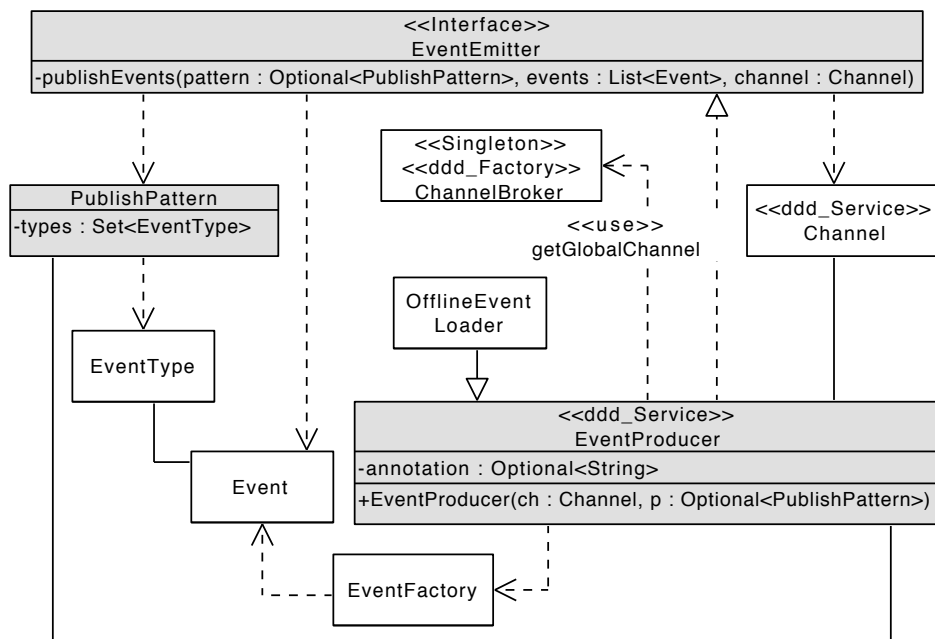 <<Interface>>
EventEmitter
-publishEvents(pattern : Optional<PublishPattern>, events : List<Event>, channel : Channel)
<<Singleton>>
<<ddd_Factory>>
ChannelBroker
PublishPattern
-types : Set<EventType>
<<ddd_Service>>
Channel
<<use>>
getGlobalChannel
OfflineEvent
Loader
EventType
<<ddd_Service>>
EventProducer
-annotation : Optional<String>
+EventProducer(ch : Channel, p : Optional<PublishPattern>)
Event
EventFactory